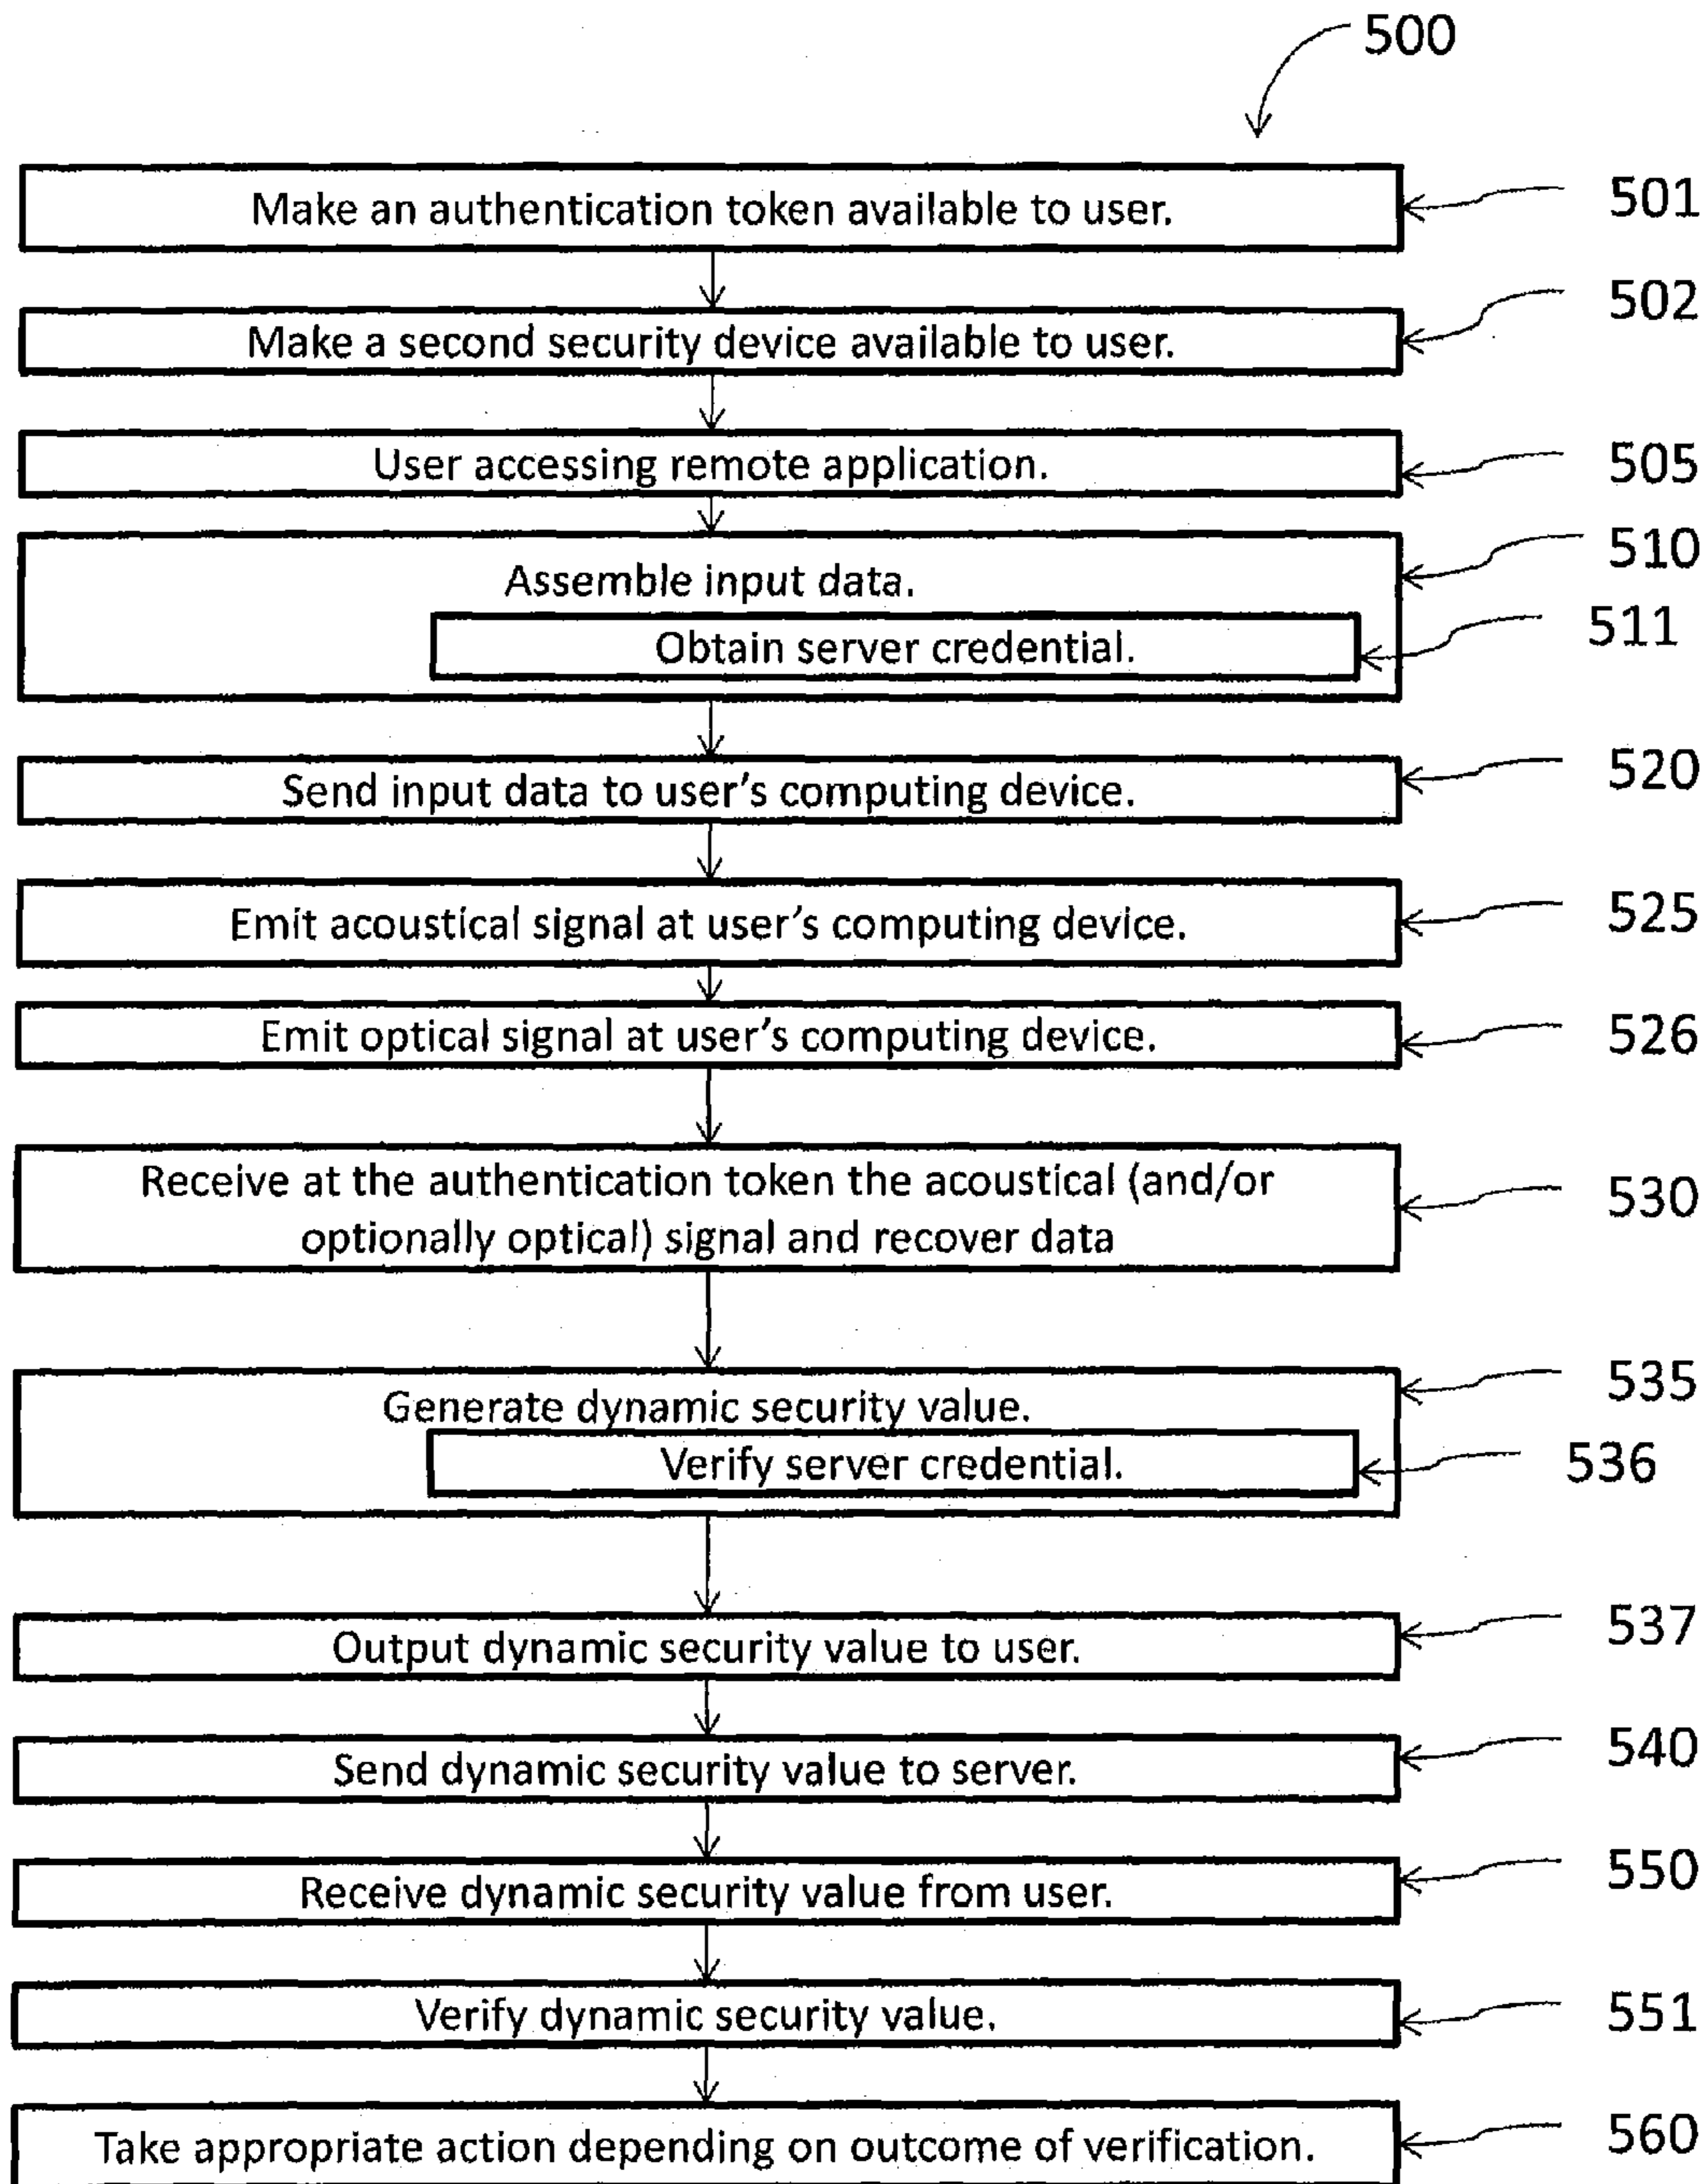 500
Make an authentication token available to user.
501
Make a second security device available to user.
502
User accessing remote application.
505
Assemble input data.
510
Obtain server credential.
511
Send input data to user's computing device.
520
Emit acoustical signal at user's computing device.
525
Emit optical signal at user's computing device.
526
Receive at the authentication token the acoustical (and/or
optionally optical) signal and recover data
530
Generate dynamic security value.
535
Verify server credential.
536
Output dynamic security value to user.
537
Send dynamic security value to server.
540
Receive dynamic security value from user.
550
Verify dynamic security value.
551
Take appropriate action depending on outcome of verification.
560